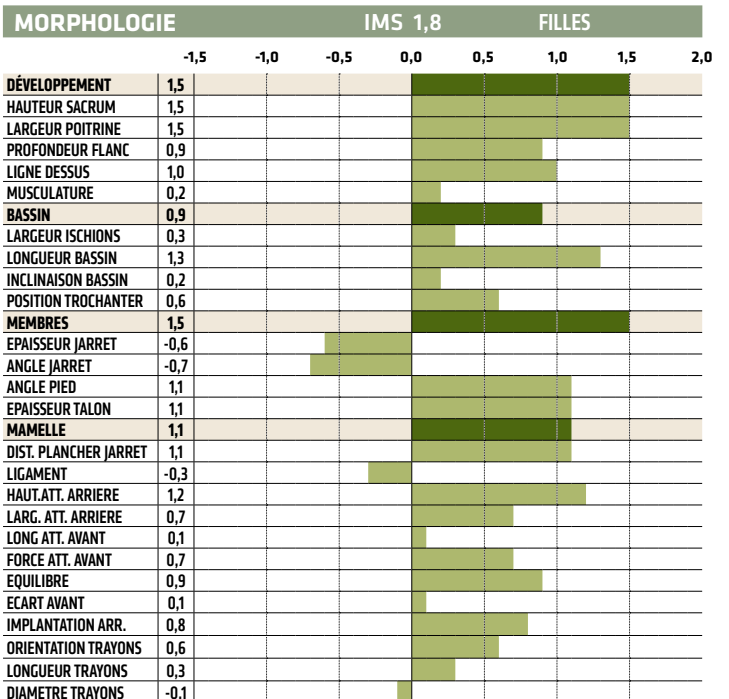 MORPHOLOGIE IMS 1,8 FILLES
-1,5 -1,0 -0,5 0,0 0,5 1,0 1,5 2,0
DÉVELOPPEMENT 1,5
HAUTEUR SACRUM 1,5
LARGEUR POITRINE 1,5
PROFONDEUR FLANC 0,9
LIGNE DESSUS 1,0
MUSCULATURE 0,2
BASSIN 0,9
LARGEUR ISCHIONS 0,3
LONGUEUR BASSIN 1,3
INCLINAISON BASSIN 0,2
POSITION TROCHANTER 0,6
MEMBRES 1,5
EPAISSEUR JARRET -0,6
ANGLE JARRET -0,7
ANGLE PIED 1,1
EPAISSEUR TALON 1,1
MAMELLE 1,1
DIST. PLANCHER JARRET 1,1
LIGAMENT -0,3
HAUT.ATT. ARRIERE 1,2
LARG. ATT. ARRIERE 0,7
LONG ATT. AVANT 0,1
FORCE ATT. AVANT 0,7
EQUILIBRE 0,9
ECART AVANT 0,1
IMPLANTATION ARR. 0,8
ORIENTATION TRAYONS 0,6
LONGUEUR TRAYONS 0,3
DIAMETRE TRAYONS -0,1